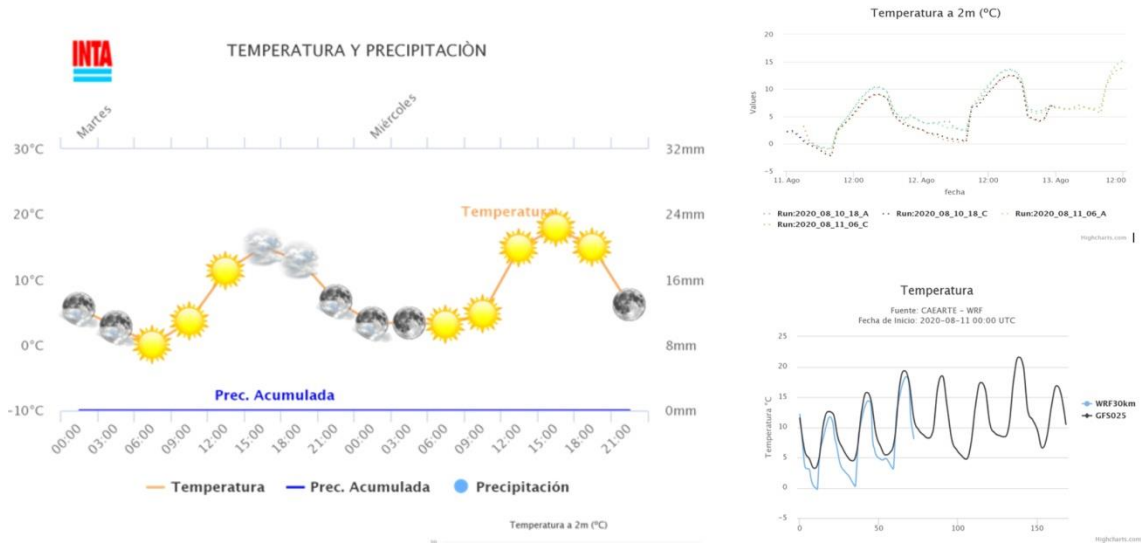 INTA
TEMPERATURA Y PRECIPITACIÒN
Martes
Miércoles
30°C
32mm
20°C
24mm
Temperatura
10°C
16mm
0°C
8mm
Prec. Acumulada
-10°C
0mm
00:00 03:00 06:00 09:00 12:00 15:00 18:00 21:00 00:00 03:00 06:00 09:00 12:00 15:00 21:00
Temperatura Prec. Acumulada Precipitación
Temperatura a 2m (ºC)
Temperatura a 2m (ºC)
20
15
10
5
0
-5
Values
11. Ago 12:00 12. Ago 12:00 13. Ago 12:00
fecha
Run:2020_08_10_18_A Run:2020_08_10_18_C Run:2020_08_11_06_A
Run:2020_08_11_06_C
Highcharts.com
Temperatura
Fuente: CAEARTE - WRF
Fecha de Inicio: 2020-08-11 00:00 UTC
25
20
15
10
5
0
-5
Temperatura °C
0 50 100 150
WRF30km
GFS025
Highcharts.com